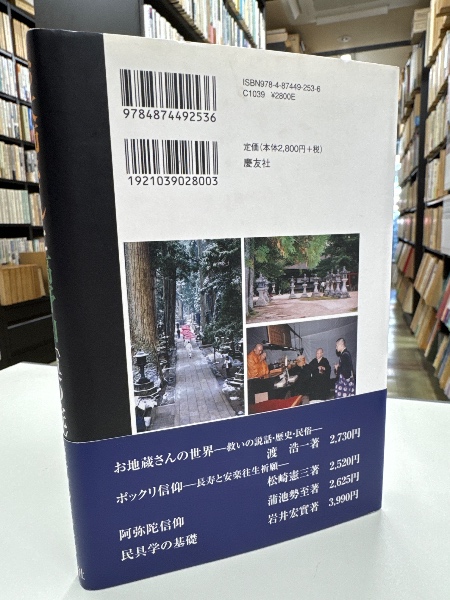 ISBN978-4-87449-253-6
C1039 ¥2800E
9784874492536
定価(本体2,800円+税)
慶友社
1921039028003
お地蔵さんの世界―救いの説話・歴史・民俗―
渡 浩一著 2,730円
ポックリ信仰―長寿と安楽往生祈願―
松崎憲三著 2,520円
阿弥陀信仰 蒲池勢至著 2,625円
民具学の基礎 岩井宏實著 3,990円